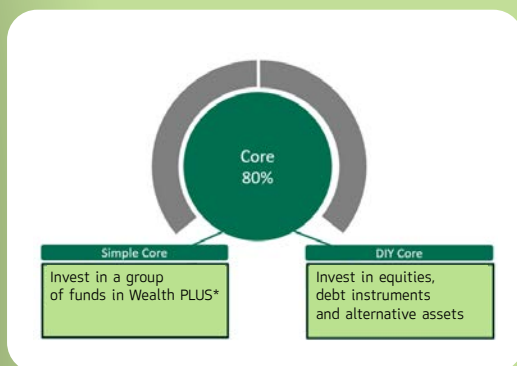 Core
80%
Simple Core
Invest in a group
of funds in Wealth PLUS*
DIY Core
Invest in equities,
debt instruments
and alternative assets